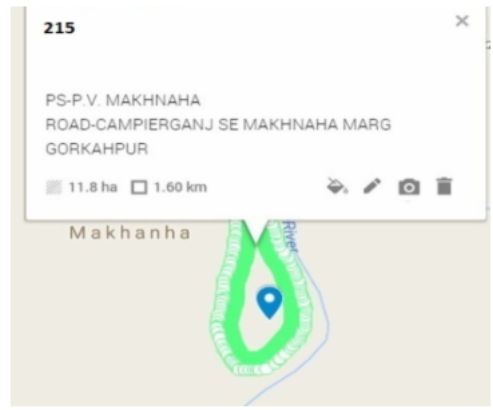 215
PS-P.V. MAKHNAHA
ROAD-CAMPIERGANJ SE MAKHNAHA MARG
GORKAHPUR
11.8 ha 1.60 km
Makhanha
River